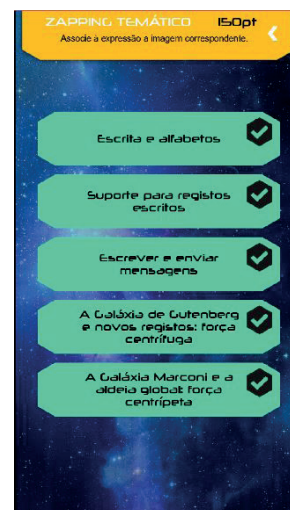 ZAPPING TEMÁTICO 150pt
Associe a expressão a imagem correspondente.
Escrita e alfabetos
Suporte para registos
escritos
Escrever e enviar
mensagens
A Galáxia de Gutenberg
e novos registos: força
centrífuga
A Galáxia Marconi e a
aldeia global: força
centrípeta